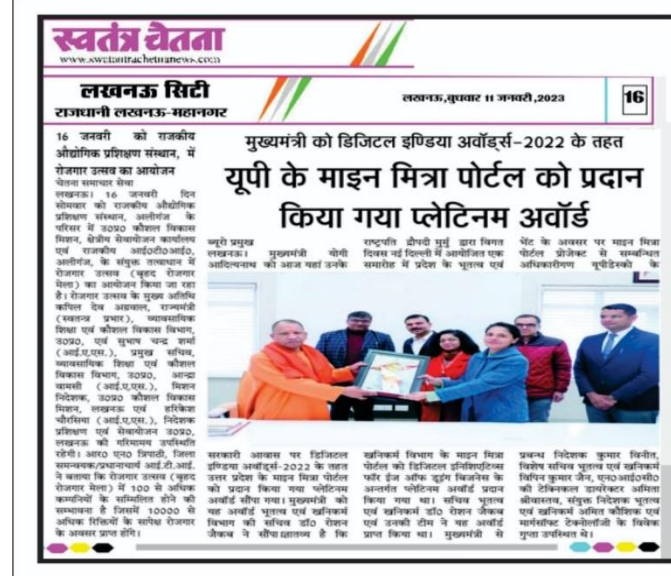 स्वतंत्र चेतना
www.swatantrachetnanews.com
लखनऊ सिटी
राजधानी लखनऊ-महानगर
लखनऊ,बुधवार 11 जनवरी,2023
16
16 जनवरी को राजकीय
औद्योगिक प्रशिक्षण संस्थान, में
रोजगार उत्सव का आयोजन
चेतना समाचार सेवा
लखनऊ। 16 जनवरी दिन
सोमवार को राजकीय औद्योगिक
प्रशिक्षण संस्थान, अलीगंज के
परिसर में उ0प्र0 कौशल विकास
मिशन, क्षेत्रीय सेवायोजन कार्यालय
एवं राजकीय आई0टी0आई0,
अलीगंज, के संयुक्त तत्वाधान में
रोजगार उत्सव (बृहद रोजगार
मेला) का आयोजन किया जा रहा
है। रोजगार उत्सव के मुख्य अतिथि
कपिल देव अग्रवाल, राज्यमंत्री
(स्वतन्त्र प्रभार), व्यावसायिक
शिक्षा एवं कौशल विकास विभाग,
उ0प्र0, एवं सुभाष चन्द्र शर्मा
(आई.ए.एस.), प्रमुख सचिव,
व्यावसायिक शिक्षा एवं कौशल
विकास विभाग, उ0प्र0, आन्द्रा
वामसी (आई.ए.एस.), मिशन
निदेशक, उ0प्र0 कौशल विकास
मिशन, लखनऊ एवं हरिकेश
चौरसिया (आई.ए.एस.), निदेशक
प्रशिक्षण एवं सेवायोजन उ0प्र0,
लखनऊ की गरिमामय उपस्थिति
रहेगी। आर0 एन0 त्रिपाठी, जिला
समन्वयक/प्रधानाचार्य आई.टी.आई.
ने बताया कि रोजगार उत्सव (बृहद
रोजगार मेला) में 100 से अधिक
कम्पनियों के सम्मिलित होने की
सम्भावना है जिसमें 10000 से
अधिक रिक्तियों के सापेक्ष रोजगार
के अवसर प्राप्त होंगे।
मुख्यमंत्री को डिजिटल इण्डिया अवॉर्ड्स-2022 के तहत
यूपी के माइन मित्रा पोर्टल को प्रदान
किया गया प्लेटिनम अवॉर्ड
ब्यूरो प्रमुख
लखनऊ। मुख्यमंत्री योगी
आदित्यनाथ को आज यहां उनके
सरकारी आवास पर डिजिटल
इण्डिया अवॉर्ड्स-2022 के तहत
उत्तर प्रदेश के माइन मित्रा पोर्टल
को प्रदान किया गया प्लेटिनम
अवॉर्ड सौंपा गया। मुख्यमंत्री को
यह अवॉर्ड भूतत्व एवं खनिकर्म
विभाग की सचिव डॉ0 रोशन
जैकब ने सौंपा।ज्ञातव्य है कि
राष्ट्रपति द्रौपदी मुर्मु द्वारा विगत
दिवस नई दिल्ली में आयोजित एक
समारोह में प्रदेश के भूतत्व एवं
खनिकर्म विभाग के माइन मित्रा
पोर्टल को डिजिटल इनिशिएटिव्स
फॉर ईज ऑफ डूइंग बिजनेस के
अन्तर्गत प्लेटिनम अवॉर्ड प्रदान
किया गया था। सचिव भूतत्व
एवं खनिकर्म डॉ0 रोशन जैकब
एवं उनकी टीम ने यह अवॉर्ड
प्राप्त किया था। मुख्यमंत्री से
भेंट के अवसर पर माइन मित्रा
पोर्टल प्रोजेक्ट से सम्बन्धित
अधिकारीगण यूपीडेस्को के
प्रबन्ध निदेशक कुमार विनीत,
विशेष सचिव भूतत्व एवं खनिकर्म
विपिन कुमार जैन, एन0आई0सी0
की टेक्निकल डायरेक्टर अमिता
श्रीवास्तव, संयुक्त निदेशक भूतत्व
एवं खनिकर्म अमित कौशिक एवं
मार्गसॉफ्ट टेक्नोलॉजी के विवेक
गुप्ता उपस्थित थे।